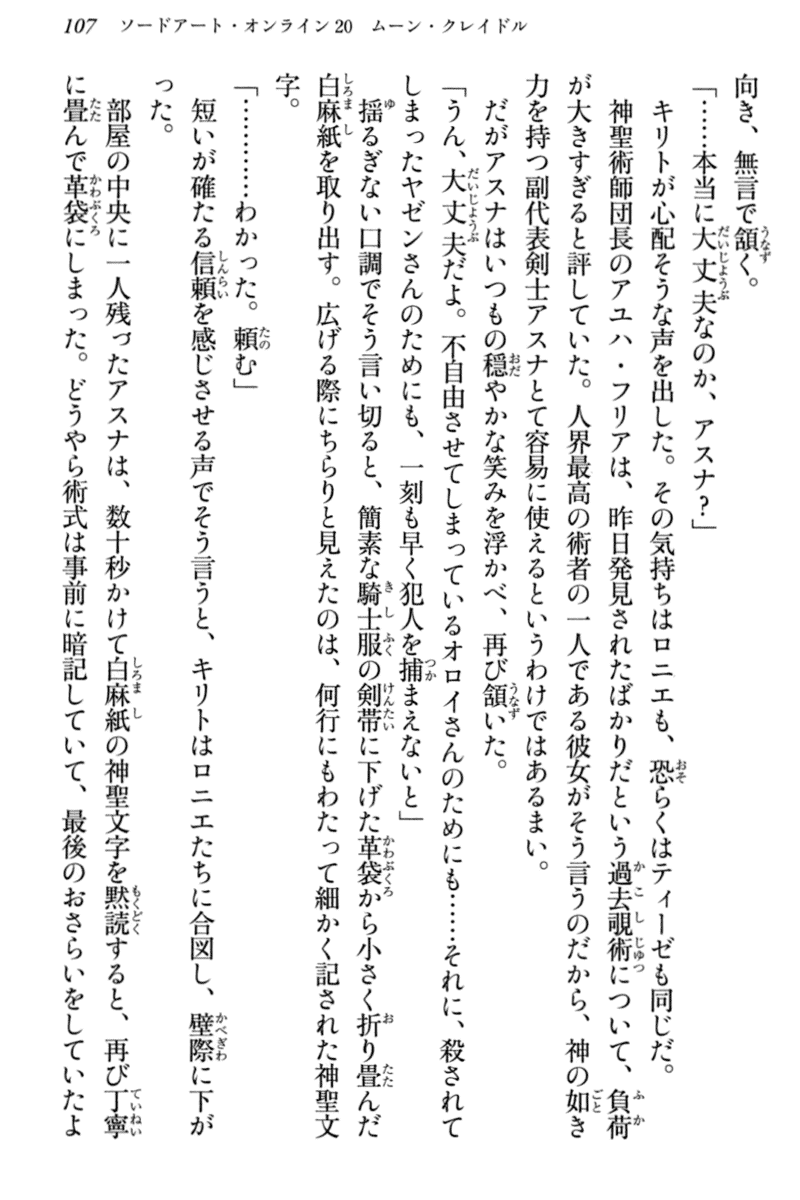 107 ソードアート・オンライン20 ムーン・クレイドル
向き、無言で頷く。
「……本当に大丈夫なのか、アスナ？」
キリトが心配そうな声を出した。その気持ちはロニエも、恐らくはティーゼも同じだ。
神聖術師団長のアユハ・フリアは、昨日発見されたばかりだという過去覗術について、負荷
が大きすぎると評していた。人界最高の術者の一人である彼女がそう言うのだから、神の如き
力を持つ副代表剣士アスナとて容易に使えるというわけではあるまい。
だがアスナはいつもの穏やかな笑みを浮かべ、再び頷いた。
「うん、大丈夫だよ。不自由させてしまっているオロイさんのためにも……それに、殺されて
しまったヤゼンさんのためにも、一刻も早く犯人を捕まえないと」
揺るぎない口調でそう言い切ると、簡素な騎士服の剣帯に下げた革袋から小さく折り畳んだ
白麻紙を取り出す。広げる際にちらりと見えたのは、何行にもわたって細かく記された神聖文
字。
「…………わかった。頼む」
短いが確たる信頼を感じさせる声でそう言うと、キリトはロニエたちに合図し、壁際に下が
った。
部屋の中央に一人残ったアスナは、数十秒かけて白麻紙の神聖文字を黙読すると、再び丁寧
に畳んで革袋にしまった。どうやら術式は事前に暗記していて、最後のおさらいをしていたよ